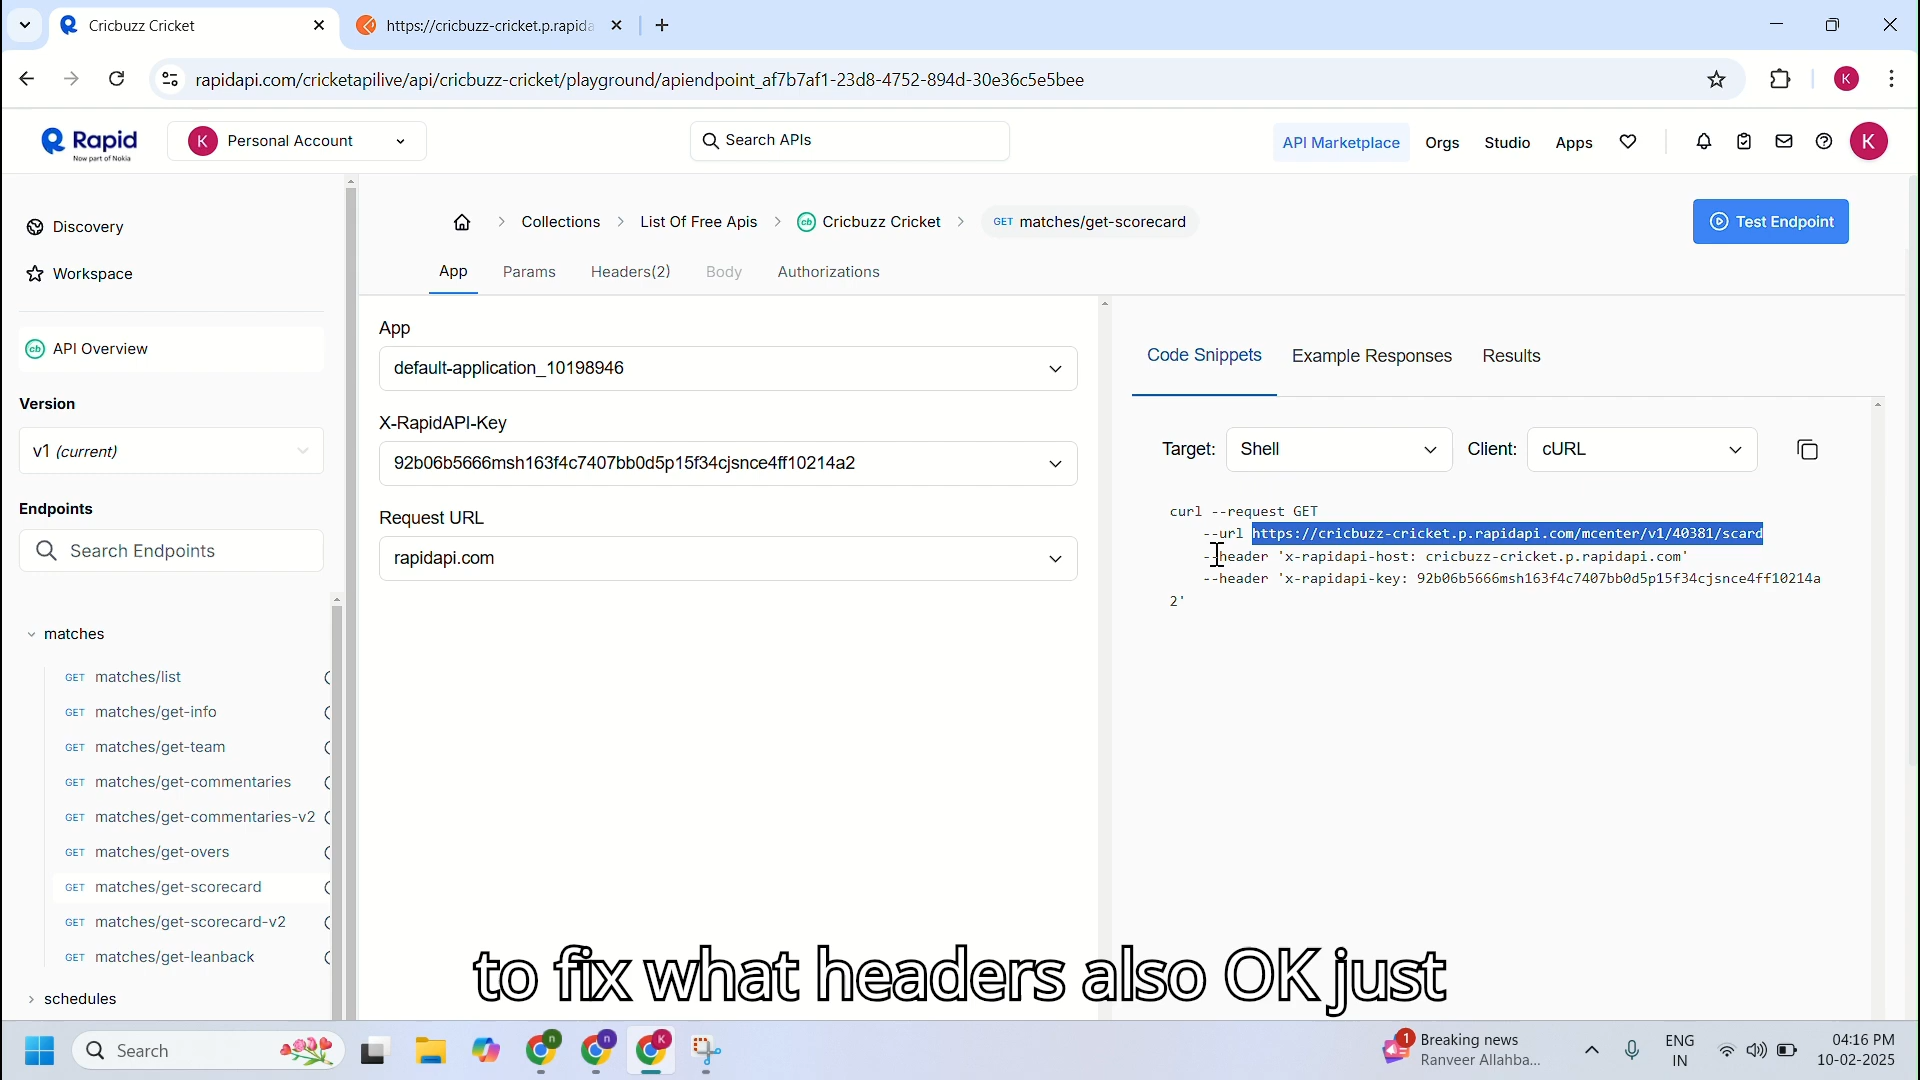 Cricbuzz Cricket
https://cricbuzz-cricket.p.rapida
rapidapi.com/cricketapilive/api/cricbuzz-cricket/playground/apiendpoint_af7b7af1-23d8-4752-894d-30e36c5e5bee
K
Rapid
Now part of Nokia
K
Personal Account
Search APIs
API Marketplace
Orgs
Studio
Apps
K
Discovery
Workspace
cb API Overview
Version
v1 (current)
Endpoints
Search Endpoints
matches
GET matches/list
GET matches/get-info
GET matches/get-team
GET matches/get-commentaries
GET matches/get-commentaries-v2
GET matches/get-overs
GET matches/get-scorecard
GET matches/get-scorecard-v2
GET matches/get-leanback
schedules
Collections
List Of Free Apis
cb Cricbuzz Cricket
GET matches/get-scorecard
Test Endpoint
App
Params
Headers(2)
Body
Authorizations
App
default-application_10198946
X-RapidAPI-Key
92b06b5666msh163f4c7407bb0d5p15f34cjsnce4ff10214a2
Request URL
rapidapi.com
Code Snippets
Example Responses
Results
Target:
Shell
Client:
cURL
curl --request GET
--url https://cricbuzz-cricket.p.rapidapi.com/mcenter/v1/40381/scard
--header 'x-rapidapi-host: cricbuzz-cricket.p.rapidapi.com'
--header 'x-rapidapi-key: 92b06b5666msh163f4c7407bb0d5p15f34cjsnce4ff10214a
2'
to fix what headers also OK just
Search
n
n
K
1
Breaking news
Ranveer Allahba...
ENG
IN
04:16 PM
10-02-2025